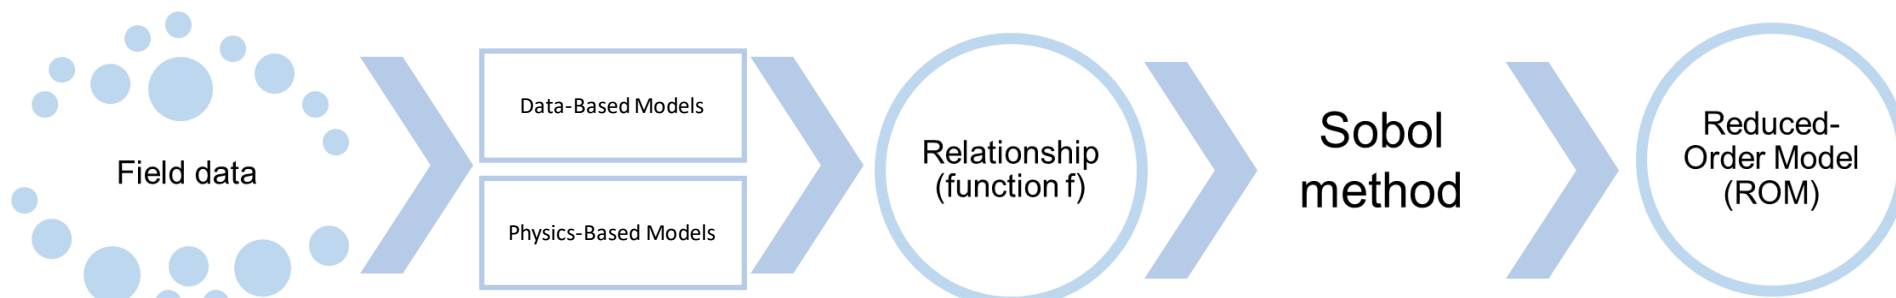 Field data
Data-Based Models
Physics-Based Models
Relationship
(function f)
Sobol
method
Reduced-
Order Model
(ROM)